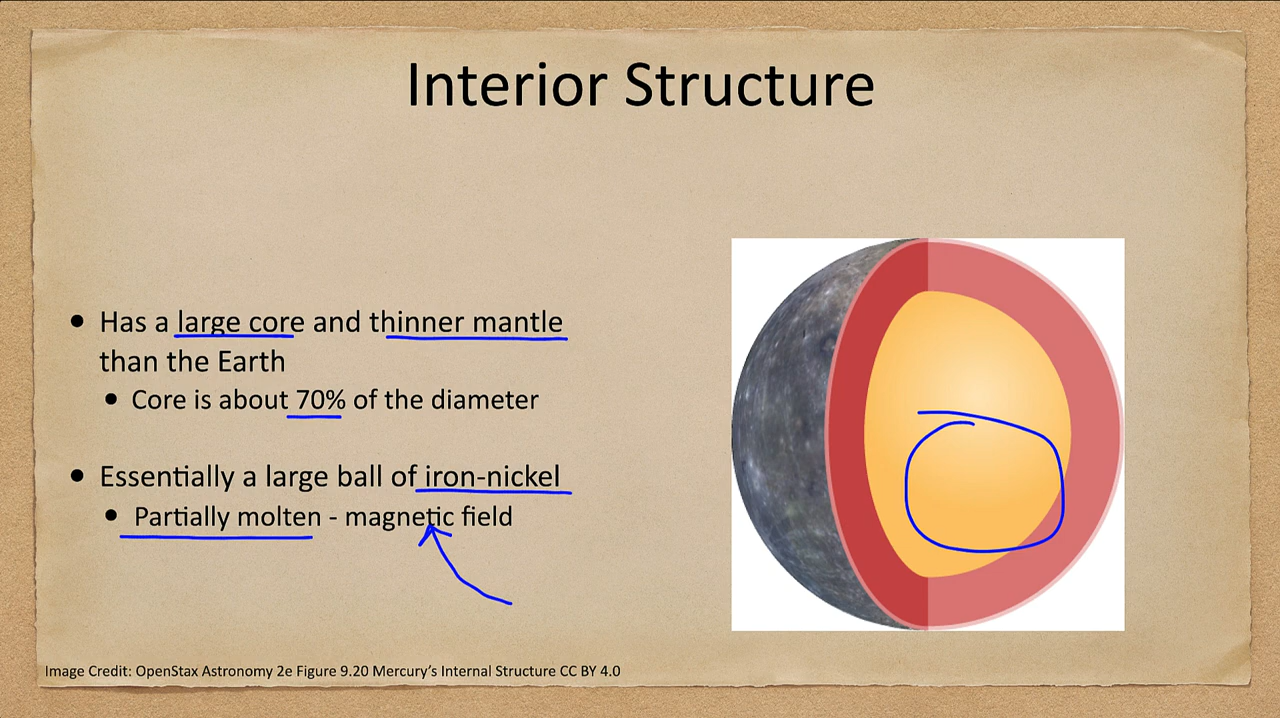 Interior Structure
• Has a large core and thinner mantle
than the Earth
• Core is about 70% of the diameter
• Essentially a large ball of iron-nickel
• Partially molten - magnetic field
Image Credit: OpenStax Astronomy 2e Figure 9.20 Mercury’s Internal Structure CC BY 4.0